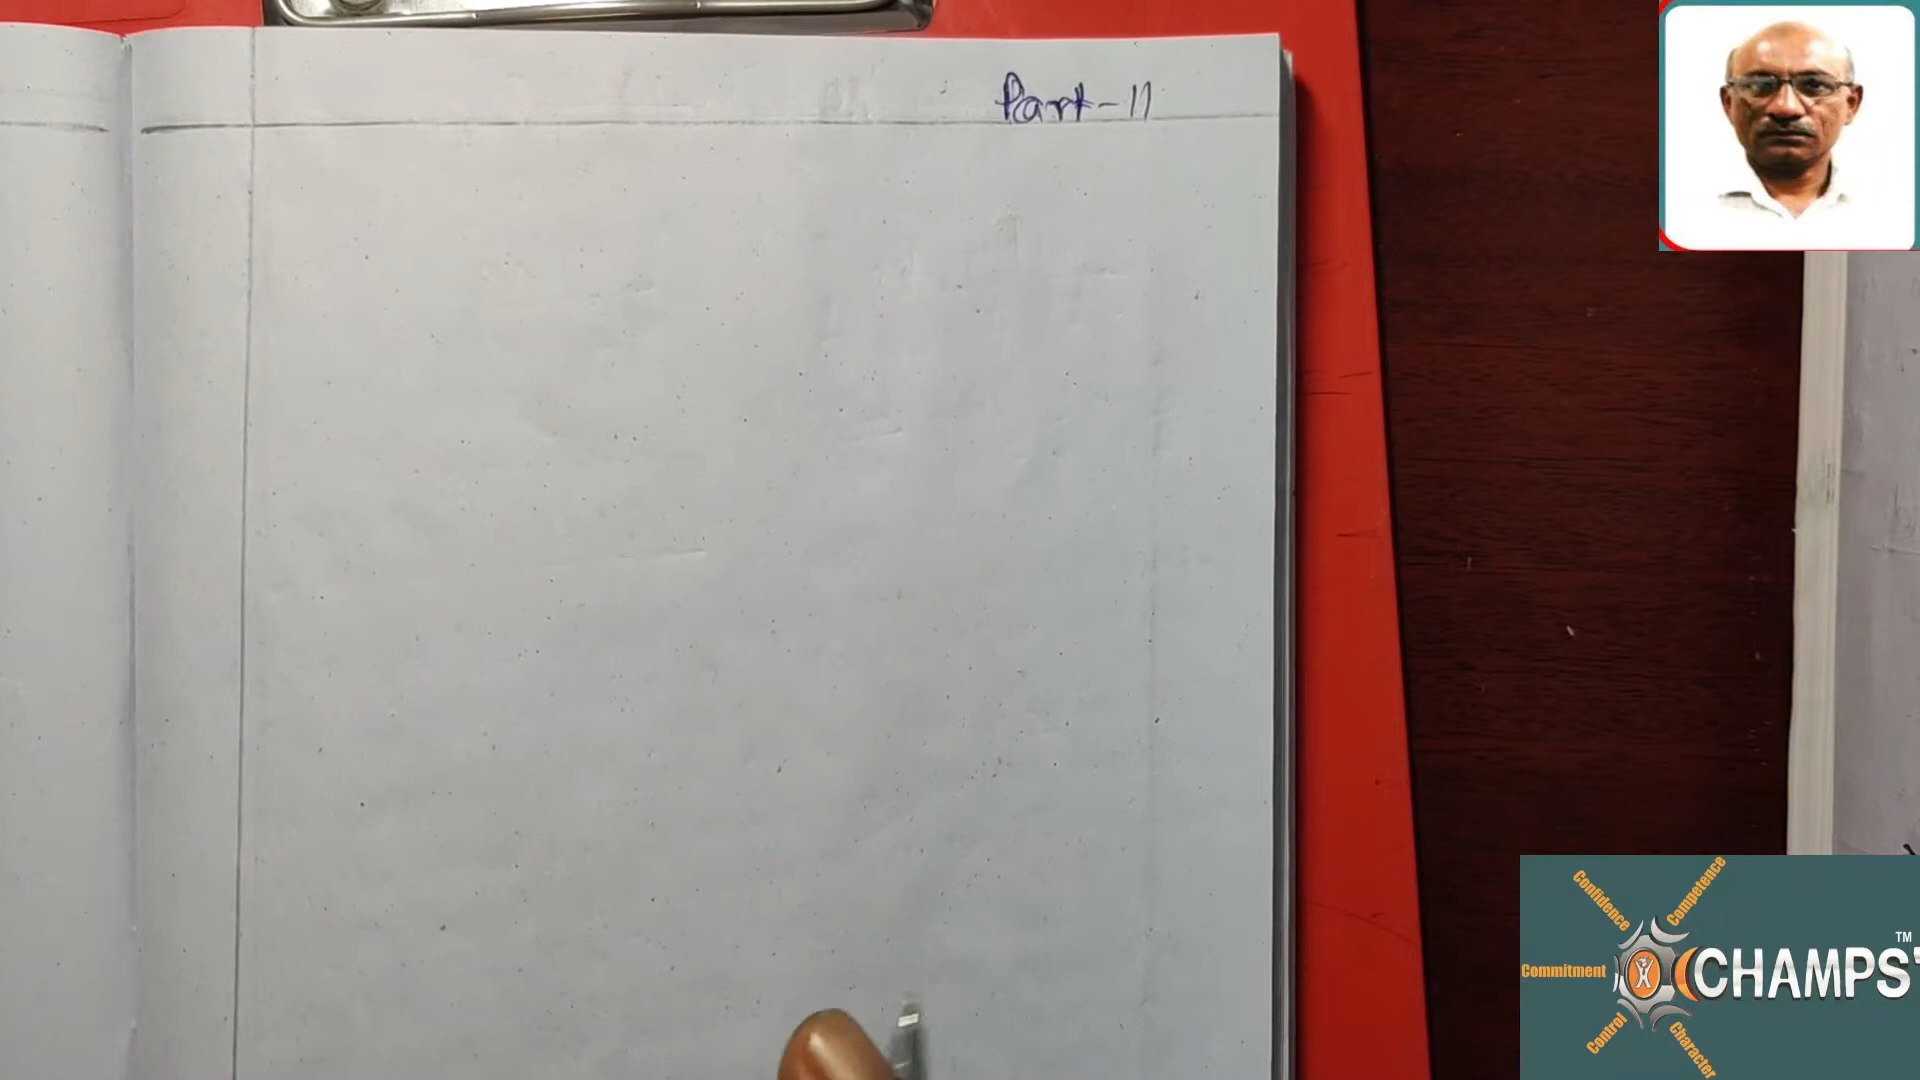 Part-11
Confidence
Competence
Commitment
CHAMPS
TM
Control
Character